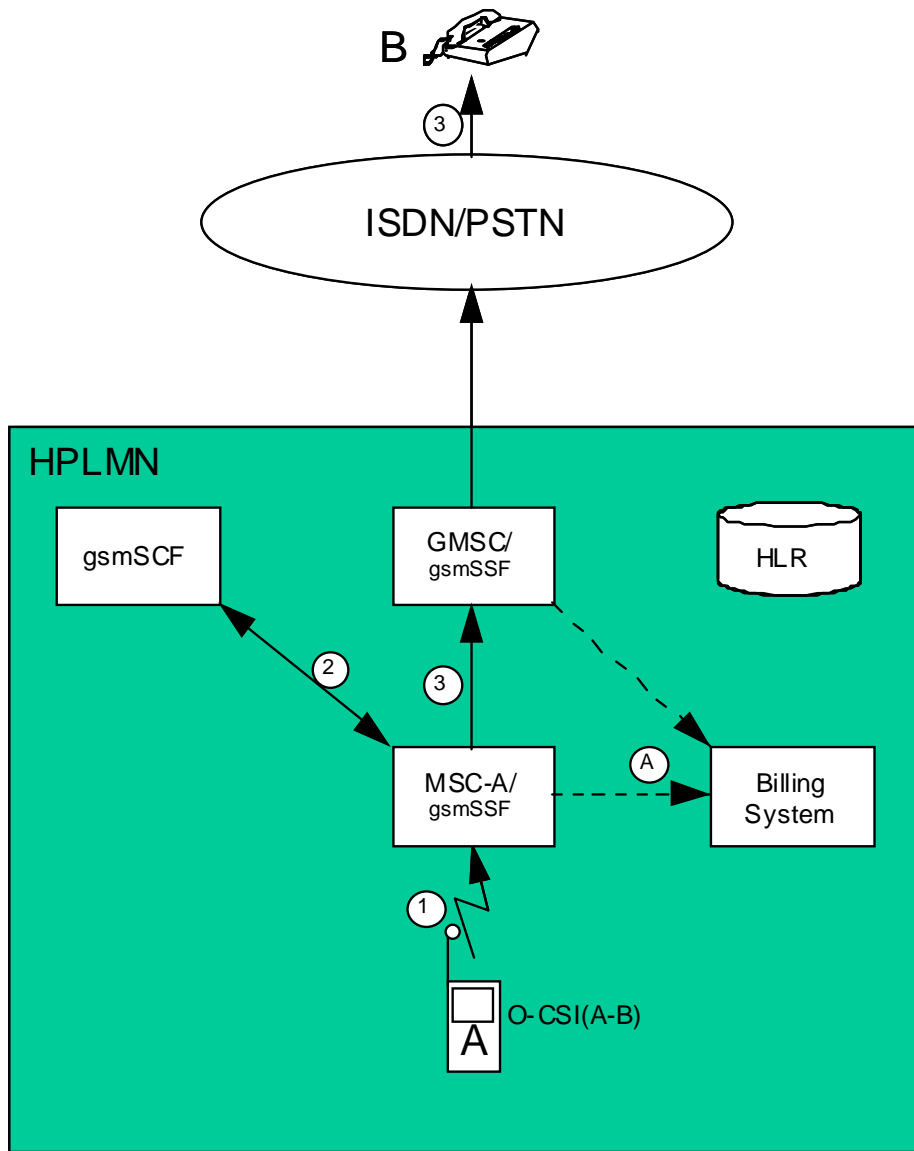 B
3
ISDN/PSTN
HPLMN
gsmSCF
GMSC/
gsmSSF
HLR
2
3
A
MSC-A/
gsmSSF
Billing
System
1
O-CSI(A-B)
A